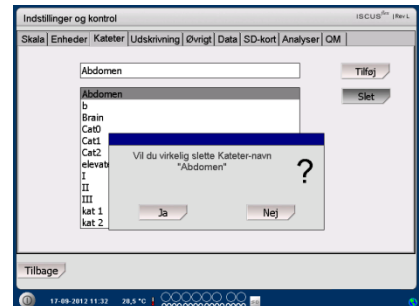 Indstillinger og kontrol
ISCUSflex |Rev L
Skala Enheder Kateter Udskrivning Øvrigt Data SD-kort Analyser QM
Abdomen
Tilføj
Abdomen
Slet
b
Brain
Cat0
Cat1
Cat2
elevat
I
II
III
kat 1
kat 2
Vil du virkelig slette Kateter-navn
"Abdomen"
?
Ja
Nej
Tilbage
17-09-2012 11:32 28,5 °C